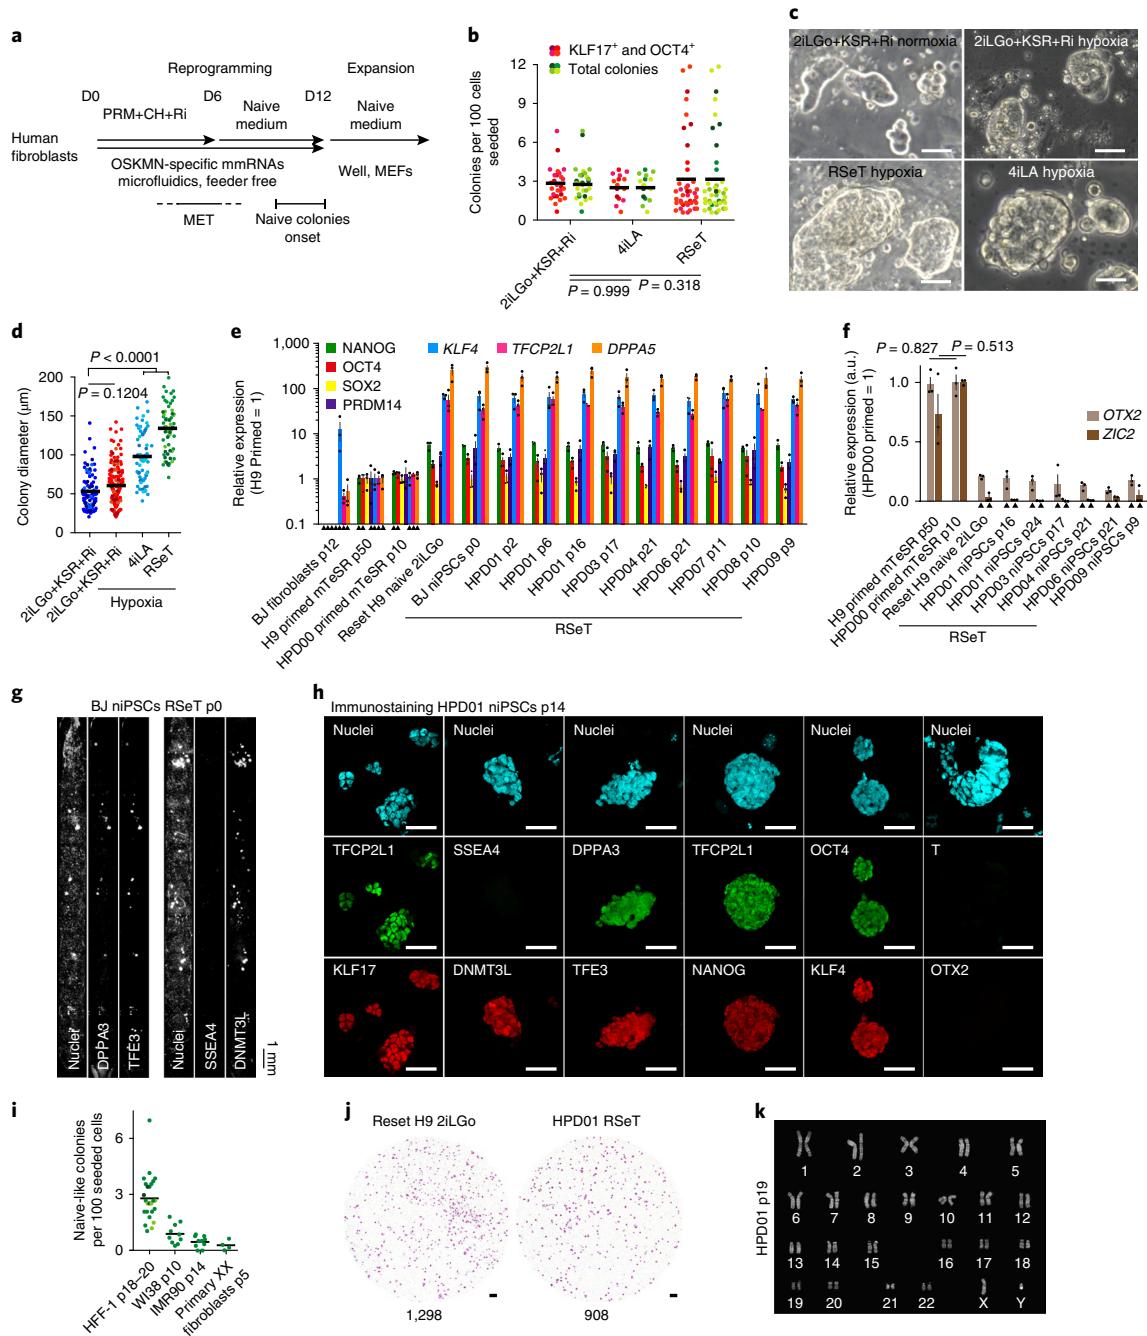 a
Reprogramming
Expansion
D0
D6
D12
PRM+CH+Ri
Naive
medium
Naive
medium
Human
fibroblasts
OSKMN-specific mmRNAs
microfluidics, feeder free
Well, MEFs
MET
Naive colonies
onset
b
KLF17+ and OCT4+
Total colonies
Colonies per 100 cells
seeded
12
9
6
3
0
2iLGo+KSR+Ri
4iLA
RSeT
P = 0.999
P = 0.318
c
2iLGo+KSR+Ri normoxia
2iLGo+KSR+Ri hypoxia
RSeT hypoxia
4iLA hypoxia
d
P < 0.0001
P = 0.1204
Colony diameter (µm)
200
150
100
50
0
2iLGo+KSR+Ri
2iLGo+KSR+Ri
4iLA
RSeT
Hypoxia
e
NANOG
OCT4
SOX2
PRDM14
KLF4
TFCP2L1
DPPA5
Relative expression
(H9 primed = 1)
1,000
100
10
1
0.1
BJ fibroblasts p12
H9 primed mTeSR p50
HPD00 primed mTeSR p10
Reset H9 naive 2iLGo
BJ niPSCs p0
HPD01 p2
HPD01 p6
HPD01 p16
HPD03 p17
HPD04 p21
HPD06 p21
HPD07 p11
HPD08 p10
HPD09 p9
RSeT
f
P = 0.827
P = 0.513
OTX2
ZIC2
Relative expression (a.u.)
(HPD00 primed = 1)
1.0
0.5
0.0
H9 primed mTeSR p50
HPD00 primed mTeSR p10
Reset H9 naive 2iLGo
HPD01 niPSCs p16
HPD01 niPSCs p24
HPD03 niPSCs p17
HPD04 niPSCs p21
HPD06 niPSCs p21
HPD09 niPSCs p9
RSeT
g
BJ niPSCs RSeT p0
Nuclei
DPPA3
TFE3
Nuclei
SSEA4
DNMT3L
1 mm
h
Immunostaining HPD01 niPSCs p14
Nuclei
Nuclei
Nuclei
Nuclei
Nuclei
Nuclei
TFCP2L1
SSEA4
DPPA3
TFCP2L1
OCT4
T
KLF17
DNMT3L
TFE3
NANOG
KLF4
OTX2
i
Naive-like colonies
per 100 seeded cells
6
3
0
HFF-1 p18–20
WI38 p10
IMR90 p14
Primary XX
fibroblasts p5
j
Reset H9 2iLGo
HPD01 RSeT
1,298
908
k
HPD01 p19
1
2
3
4
5
6
7
8
9
10
11
12
13
14
15
16
17
18
19
20
21
22
X
Y